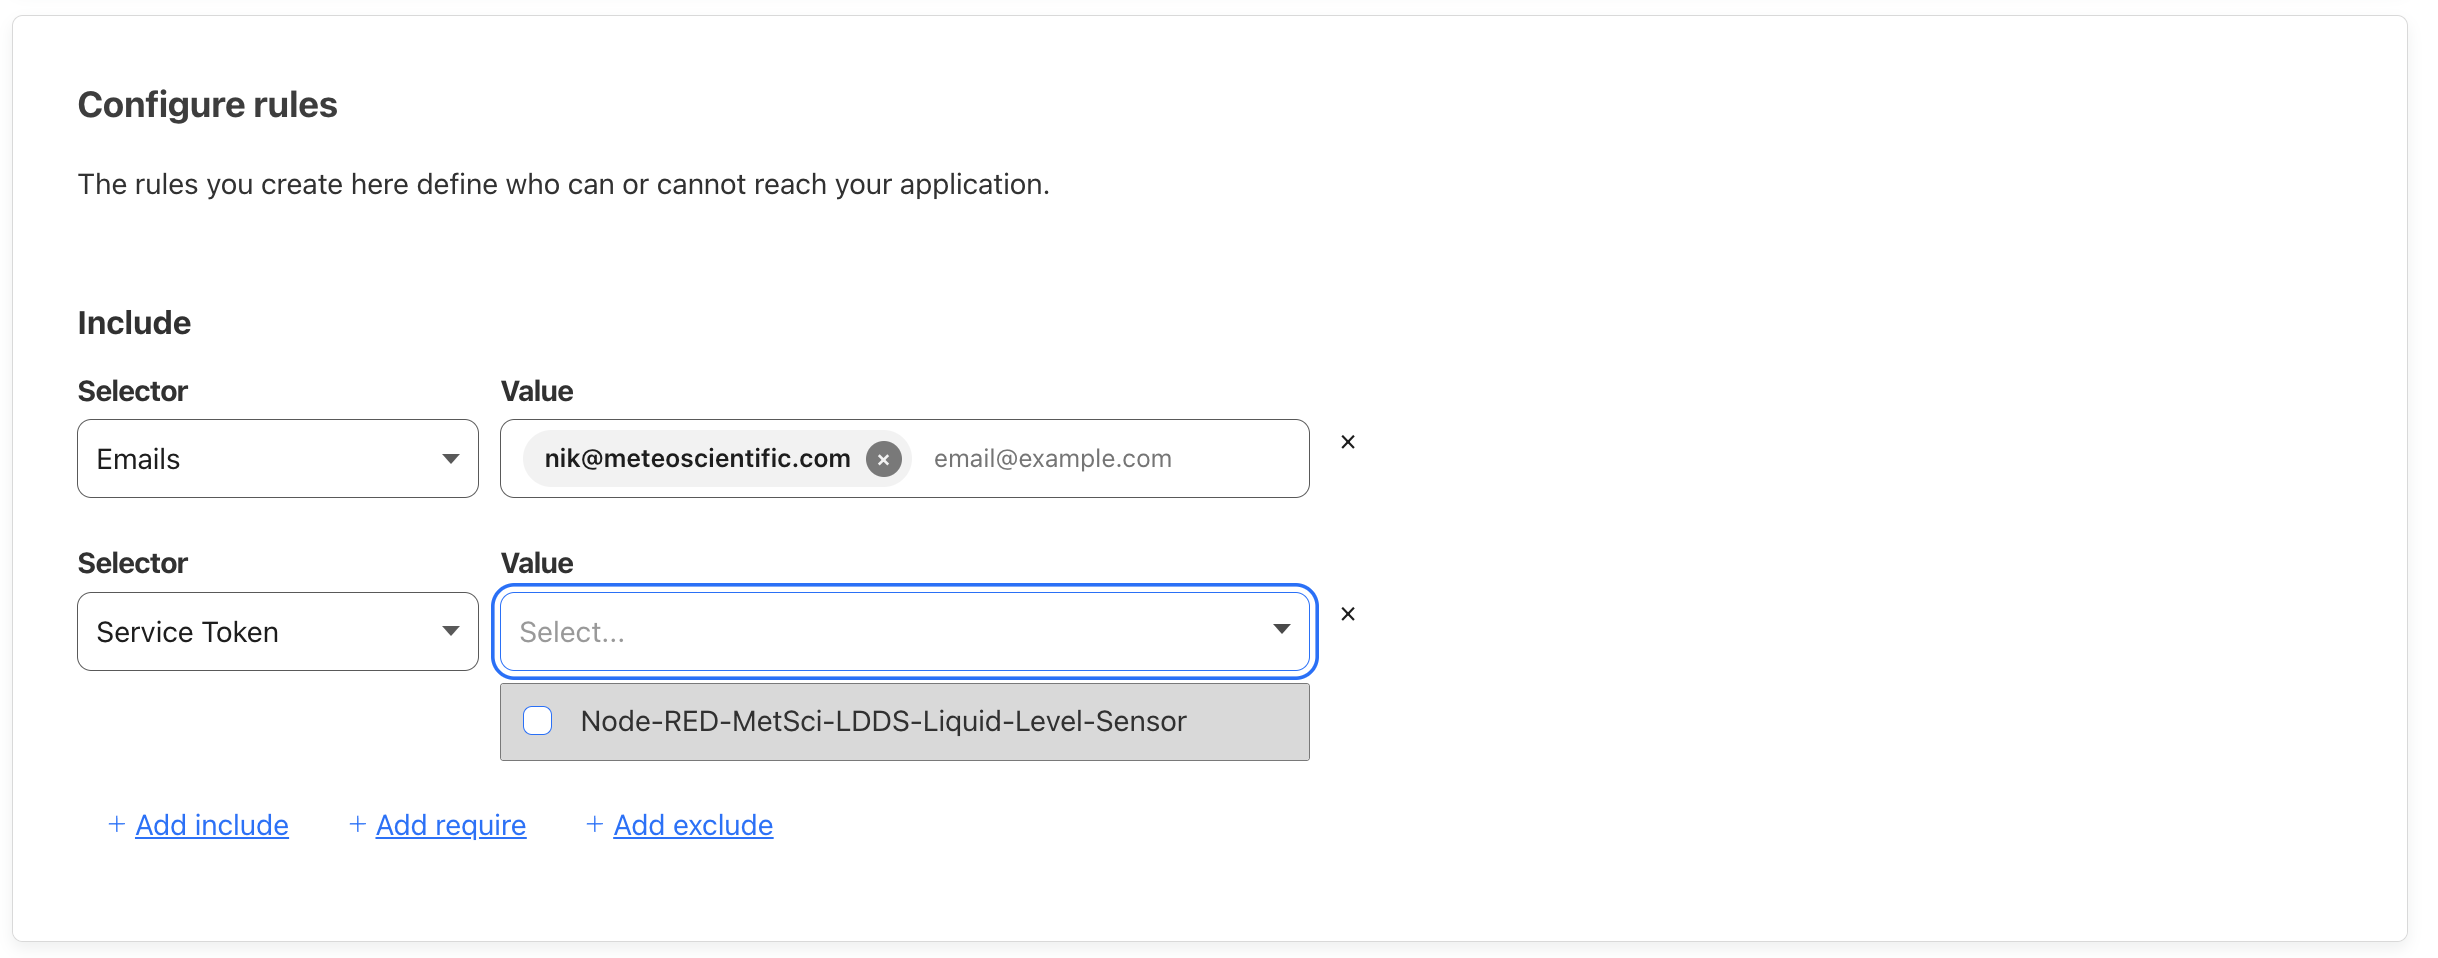 Configure rules
The rules you create here define who can or cannot reach your application.
Include
Selector Value
Emails nik@meteoscientific.com × email@example.com ×
Selector Value
Service Token Select... ×
Node-RED-MetSci-LDDS-Liquid-Level-Sensor
+ Add include + Add require + Add exclude